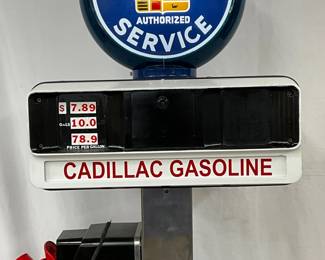 AUTHORIZED
SERVICE
$ 7.89
GALS 10.0
78.9
PRICE PER GALLON
CADILLAC GASOLINE